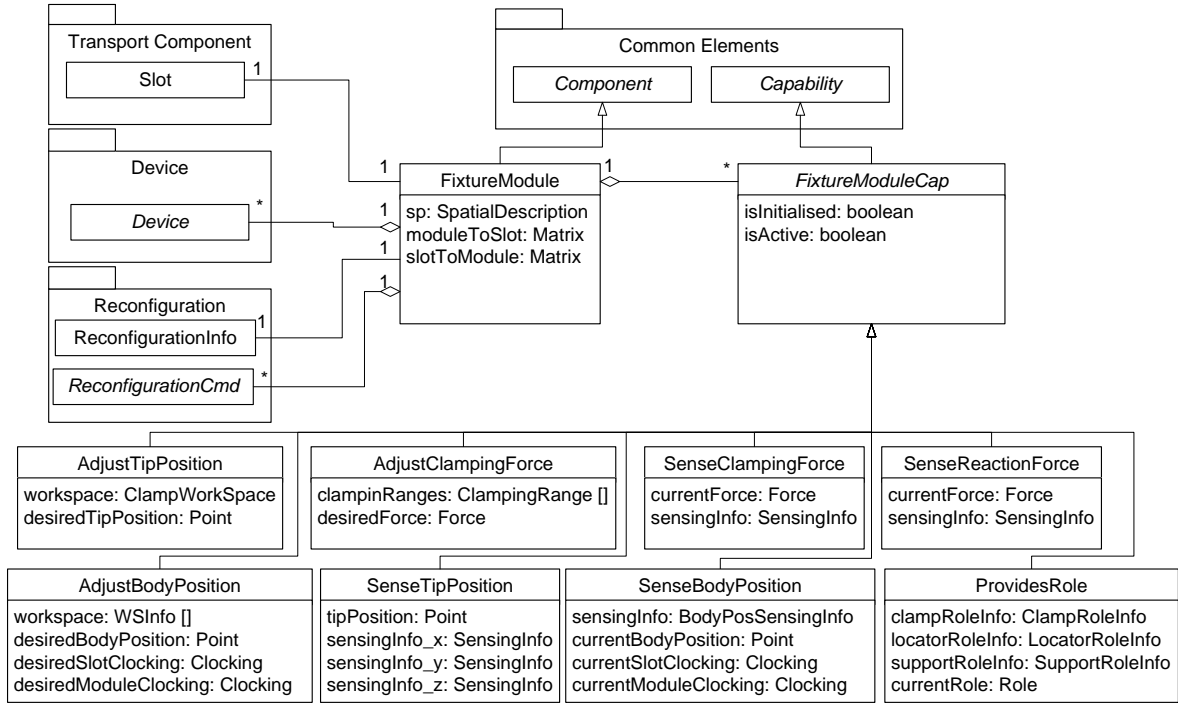 Transport Component
Slot
1
Common Elements
Component
Capability
Device
Device
*
1
FixtureModule
sp: SpatialDescription
moduleToSlot: Matrix
slotToModule: Matrix
1
1
1
1
*
FixtureModuleCap
isInitialised: boolean
isActive: boolean
Reconfiguration
ReconfigurationInfo
1
ReconfigurationCmd
*
AdjustTipPosition
workspace: ClampWorkSpace
desiredTipPosition: Point
AdjustClampingForce
clampinRanges: ClampingRange []
desiredForce: Force
SenseClampingForce
currentForce: Force
sensingInfo: SensingInfo
SenseReactionForce
currentForce: Force
sensingInfo: SensingInfo
AdjustBodyPosition
workspace: WSInfo []
desiredBodyPosition: Point
desiredSlotClocking: Clocking
desiredModuleClocking: Clocking
SenseTipPosition
tipPosition: Point
sensingInfo_x: SensingInfo
sensingInfo_y: SensingInfo
sensingInfo_z: SensingInfo
SenseBodyPosition
sensingInfo: BodyPosSensingInfo
currentBodyPosition: Point
currentSlotClocking: Clocking
currentModuleClocking: Clocking
ProvidesRole
clampRoleInfo: ClampRoleInfo
locatorRoleInfo: LocatorRoleInfo
supportRoleInfo: SupportRoleInfo
currentRole: Role